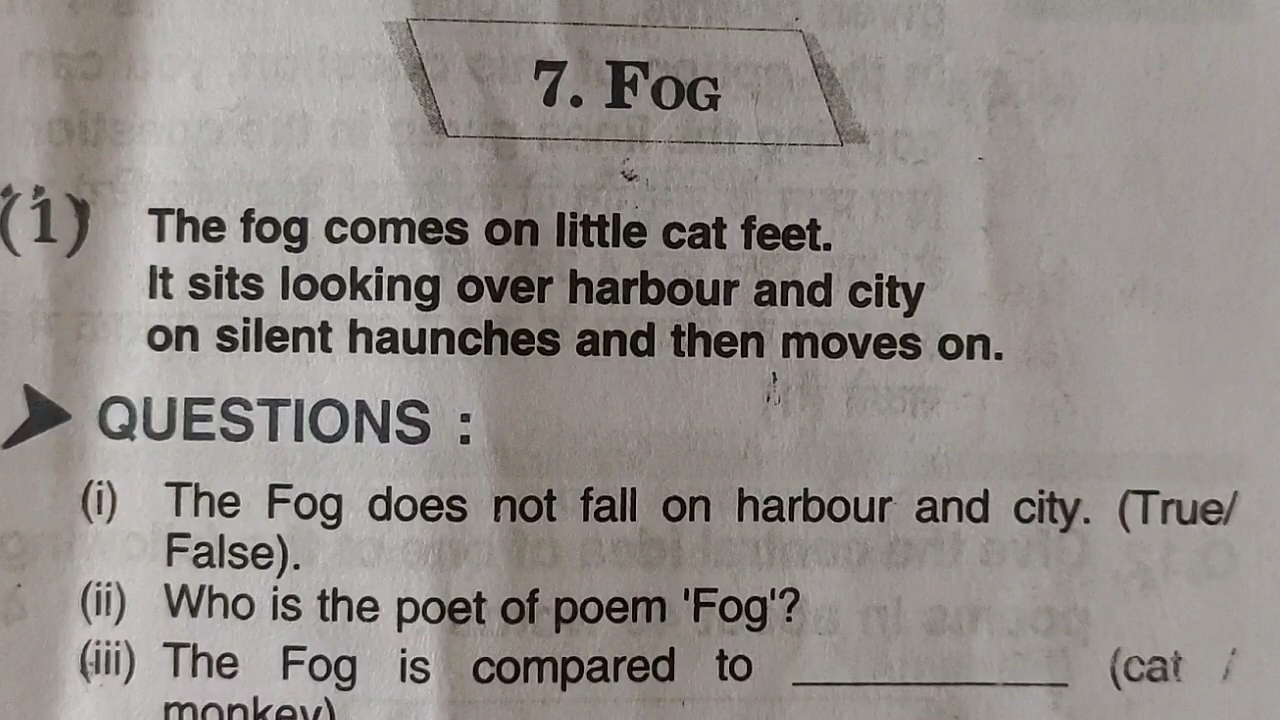 7. FOG
(1) The fog comes on little cat feet.
It sits looking over harbour and city
on silent haunches and then moves on.
QUESTIONS :
(i) The Fog does not fall on harbour and city. (True/
False).
(ii) Who is the poet of poem 'Fog'?
(iii) The Fog is compared to __________ (cat /
monkey)